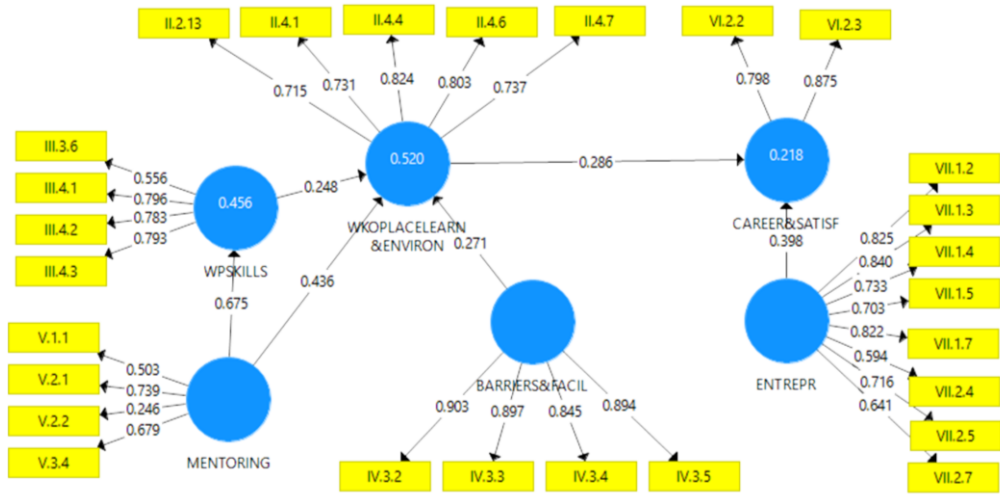 II.2.13
II.4.1
II.4.4
II.4.6
II.4.7
VI.2.2
VI.2.3
0.715
0.731
0.824
0.803
0.737
0.798
0.875
III.3.6
III.4.1
III.4.2
III.4.3
0.556
0.796
0.783
0.793
0.456
WPSKILLS
0.248
0.520
WKOPLACELEARN
&ENVIRON
0.286
0.218
CAREER&SATISF
0.398
0.271
0.436
0.675
V.1.1
V.2.1
V.2.2
V.3.4
0.503
0.739
0.246
0.679
MENTORING
BARRIERS&FACIL
0.903
0.897
0.845
0.894
IV.3.2
IV.3.3
IV.3.4
IV.3.5
ENTREPR
0.825
0.840
0.733
0.703
0.822
0.594
0.716
0.641
VII.1.2
VII.1.3
VII.1.4
VII.1.5
VII.1.7
VII.2.4
VII.2.5
VII.2.7